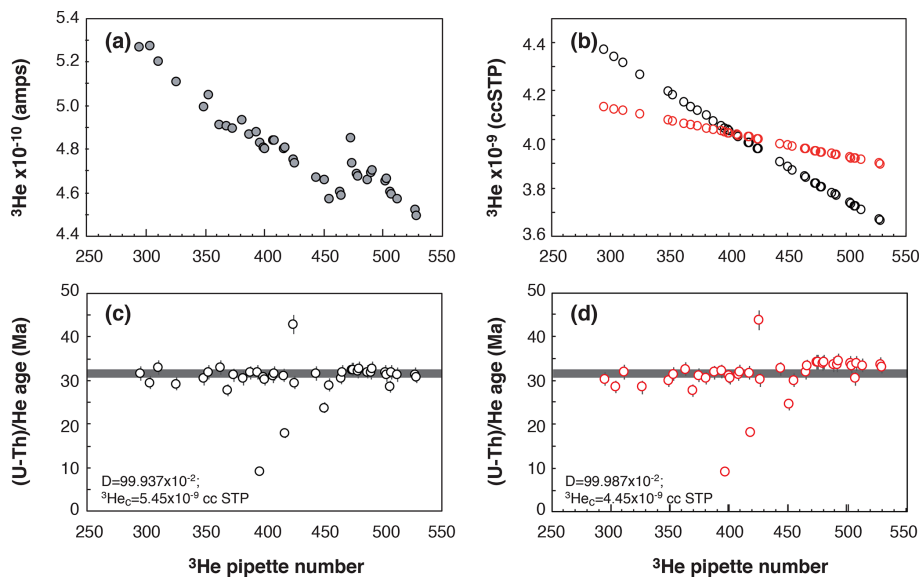 (a)
³He x10⁻¹⁰ (amps)
5.4
5.2
5.0
4.8
4.6
4.4
250 300 350 400 450 500 550
(b)
³He x10⁻⁹ (ccSTP)
4.4
4.2
4.0
3.8
3.6
250 300 350 400 450 500 550
(c)
(U-Th)/He age (Ma)
50
40
30
20
10
0
D=99.937x10⁻²;
³Hec=5.45x10⁻⁹ cc STP
250 300 350 400 450 500 550
³He pipette number
(d)
(U-Th)/He age (Ma)
50
40
30
20
10
0
D=99.987x10⁻²;
³Hec=4.45x10⁻⁹ cc STP
250 300 350 400 450 500 550
³He pipette number